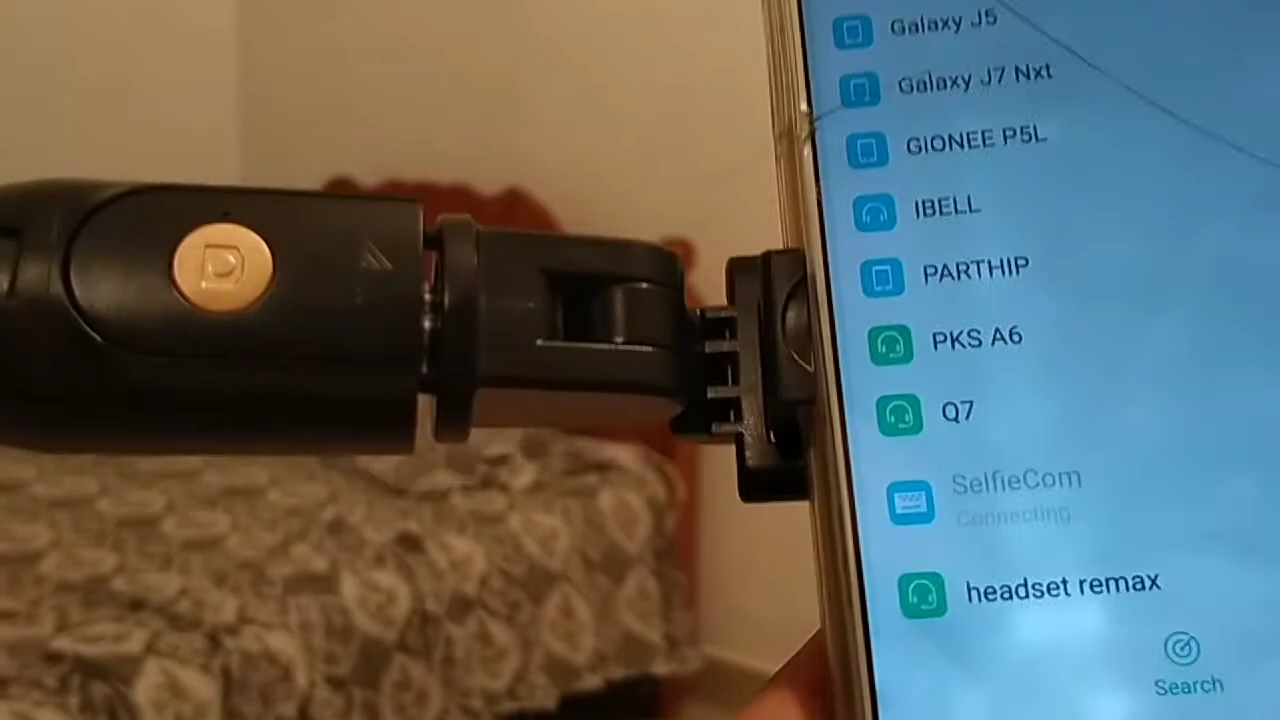 Galaxy J5
Galaxy J7 Nxt
GIONEE P5L
IBELL
PARTHIP
PKS A6
Q7
SelfieCom
Connecting
headset remax
Search